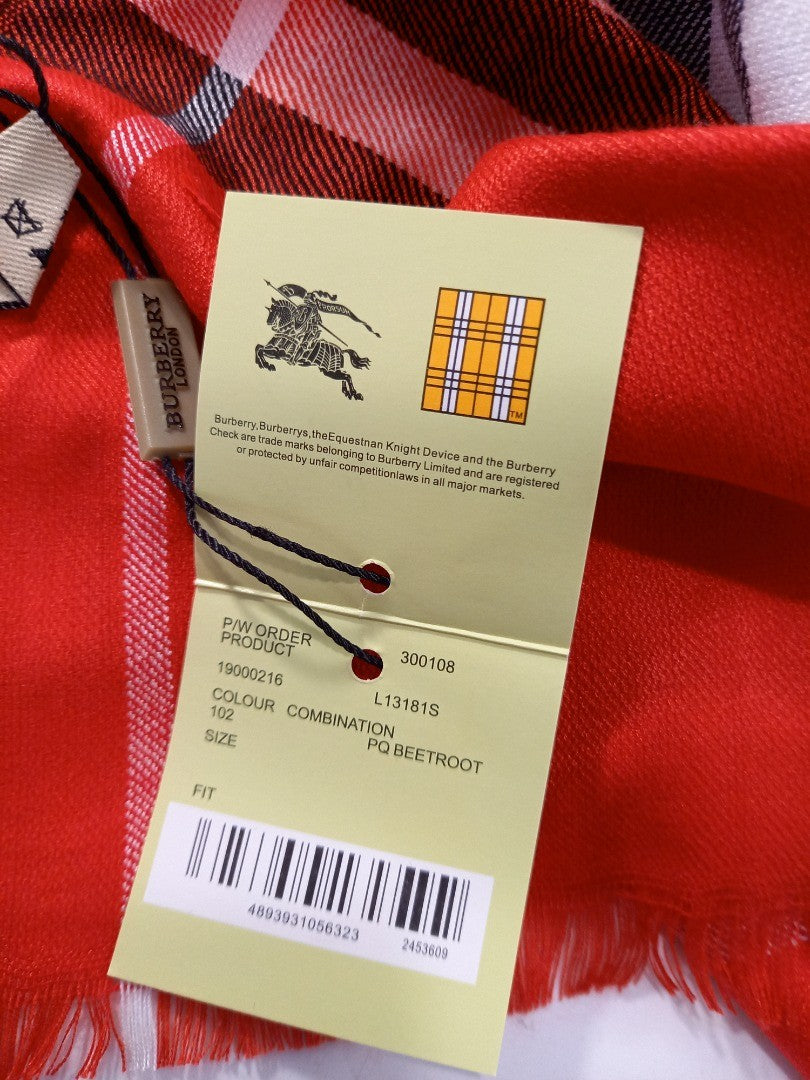 BURBERRY
LONDON
PRORSUM
TM
Burberry,Burberrys,theEquestnan Knight Device and the Burberry
Check are trade marks belonging to Burberry Limited and are registered
or protected by unfair competitionlaws in all major markets.
P/W ORDER
PRODUCT
300108
19000216
L13181S
COLOUR COMBINATION
102
PQ BEETROOT
SIZE
FIT
4893931056323
2453609